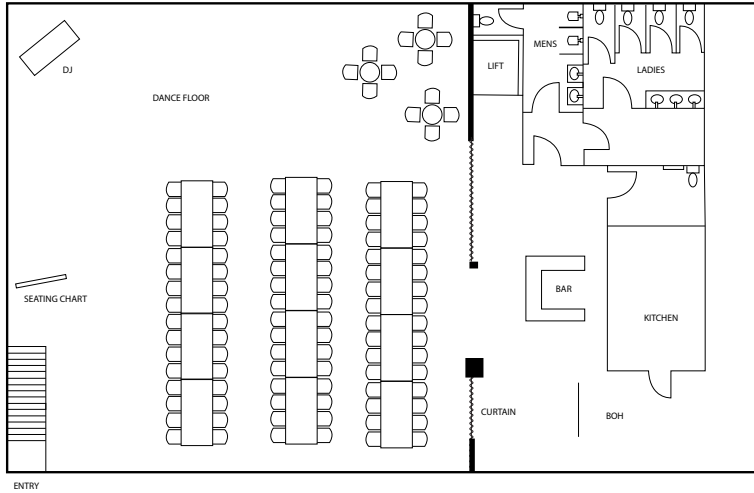 MENS
LIFT
LADIES
DJ
DANCE FLOOR
SEATING CHART
BAR
KITCHEN
CURTAIN
BOH
ENTRY